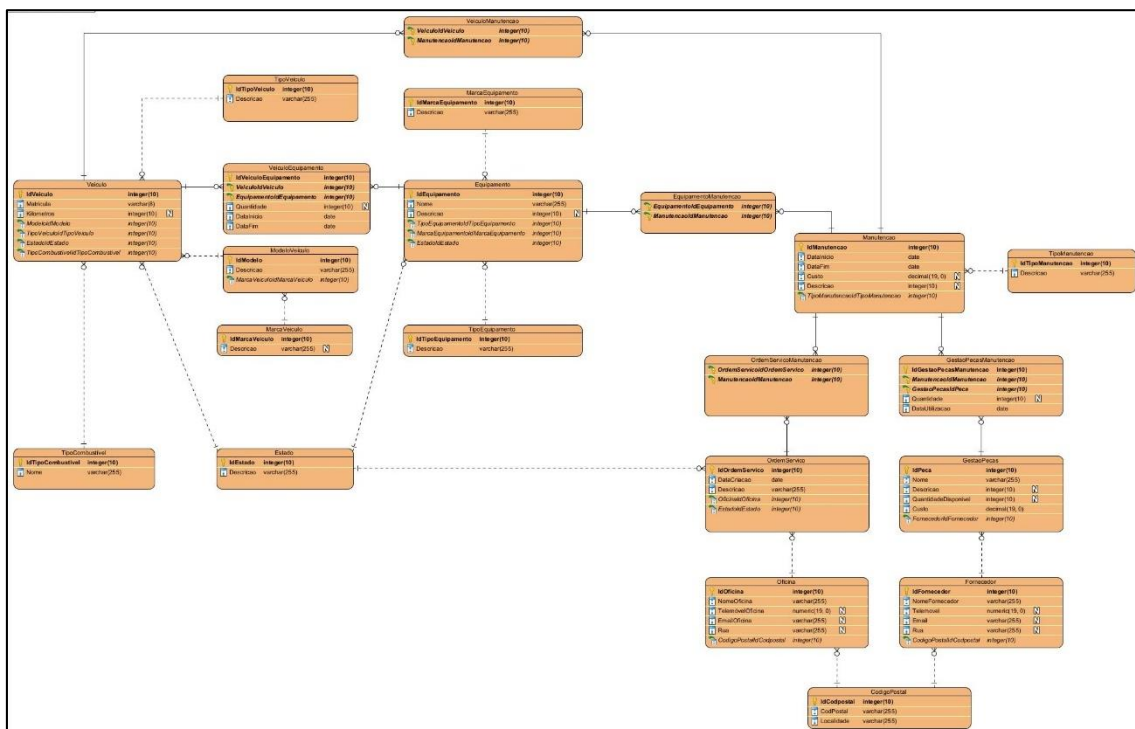 VeiculoManutencao
VeiculoIdVeiculo integer(10)
ManutencaoIdManutencao integer(10)
TipoVeiculo
IdTipoVeiculo integer(10)
Descricao varchar(255)
MarcaEquipamento
IdMarcaEquipamento integer(10)
Descricao varchar(255)
Veiculo
IdVeiculo integer(10)
Matricula varchar(6)
Kilometros integer(10) N
ModeloIdModelo integer(10)
TipoVeiculoIdTipoVeiculo integer(10)
EstadoIdEstado integer(10)
TipoCombustivelIdTipoCombustivel integer(10)
VeiculoEquipamento
IdVeiculoEquipamento integer(10)
VeiculoIdVeiculo integer(10)
EquipamentoIdEquipamento integer(10)
Quantidade integer(10) N
DataInicio date
DataFim date
Equipamento
IdEquipamento integer(10)
Nome varchar(255)
Descricao integer(10) N
TipoEquipamentoIdTipoEquipamento integer(10)
MarcaEquipamentoIdMarcaEquipamento integer(10)
EstadoIdEstado integer(10)
EquipamentoManutencao
EquipamentoIdEquipamento integer(10)
ManutencaoIdManutencao integer(10)
Manutencao
IdManutencao integer(10)
DataInicio date
DataFim date
Custo decimal(19, 0) N
Descricao integer(10) N
TipoManutencaoIdTipoManutencao integer(10)
TipoManutencao
IdTipoManutencao integer(10)
Descricao varchar(255)
ModeloVeiculo
IdModelo integer(10)
Descricao varchar(255)
MarcaVeiculoIdMarcaVeiculo integer(10)
MarcaVeiculo
IdMarcaVeiculo integer(10)
Descricao varchar(255) N
TipoEquipamento
IdTipoEquipamento integer(10)
Descricao varchar(255)
OrdemServicoManutencao
OrdemServicoIdOrdemServico integer(10)
ManutencaoIdManutencao integer(10)
GestaoPecasManutencao
IdGestaoPecasManutencao integer(10)
ManutencaoIdManutencao integer(10)
GestaoPecasIdPeca integer(10)
Quantidade integer(10) N
DataUtilizacao date
TipoCombustivel
IdTipoCombustivel integer(10)
Nome varchar(255)
Estado
IdEstado integer(10)
Descricao varchar(255)
OrdemServico
IdOrdemServico integer(10)
DataCriacao date
Descricao varchar(255)
OficinaIdOficina integer(10)
EstadoIdEstado integer(10)
GestaoPecas
IdPeca integer(10)
Nome varchar(255)
Descricao integer(10) N
QuantidadeDisponivel integer(10) N
Custo decimal(19, 0)
FornecedorIdFornecedor integer(10)
Oficina
IdOficina integer(10)
NomeOficina varchar(255)
TelemóvelOficina numeric(19, 0) N
EmailOficina varchar(255) N
Rua varchar(255) N
CodigoPostalIdCodpostal integer(10)
Fornecedor
IdFornecedor integer(10)
NomeFornecedor varchar(255)
Telemovel numeric(19, 0) N
Email varchar(255) N
Rua varchar(255) N
CodigoPostalIdCodpostal integer(10)
CodigoPostal
IdCodpostal integer(10)
CodPostal varchar(255)
Localidade varchar(255)